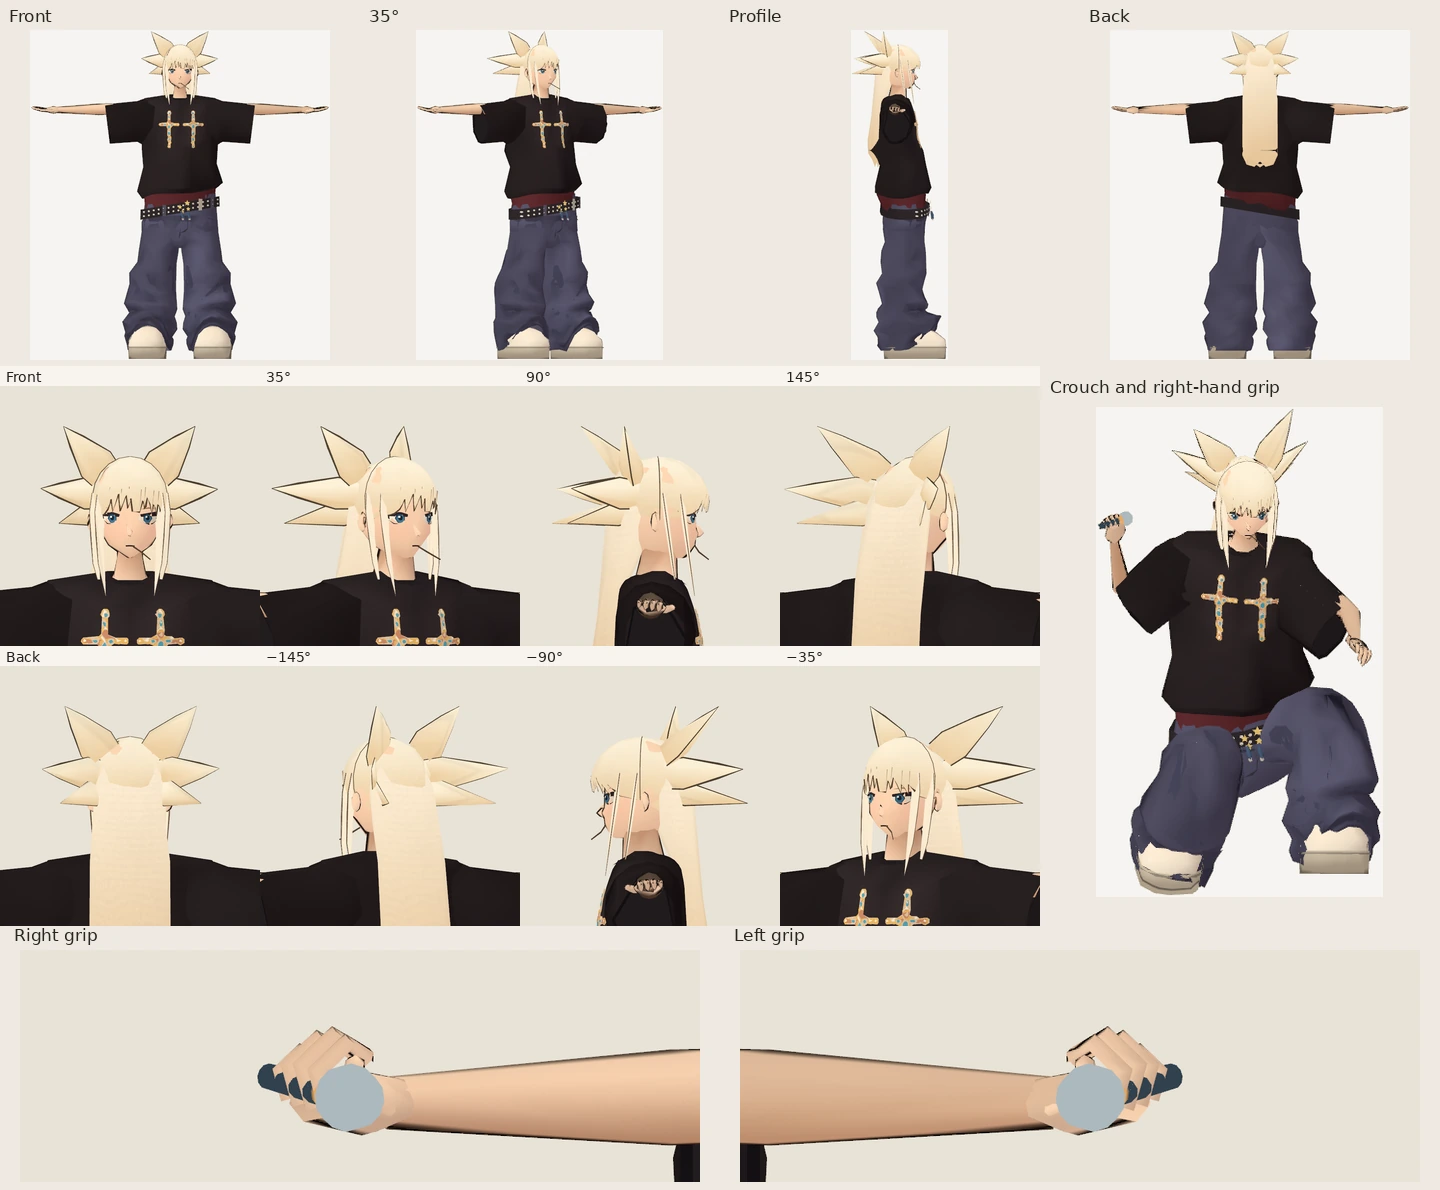 Front
35°
Profile
Back
Front
35°
90°
145°
Crouch and right-hand grip
Back
−145°
−90°
−35°
Right grip
Left grip